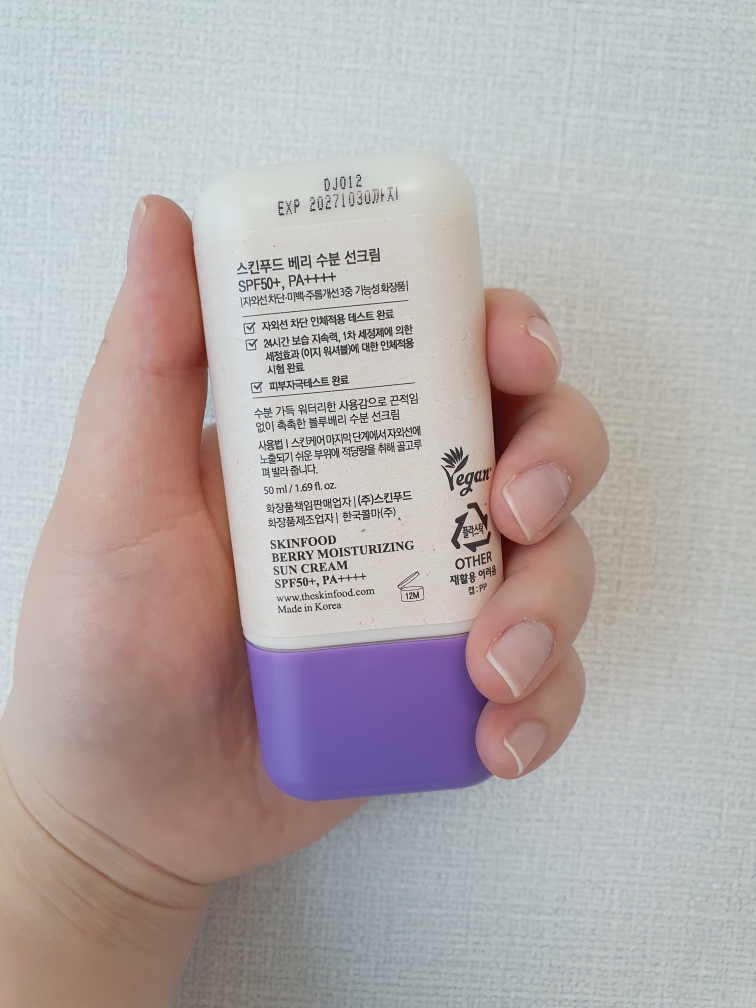 DJ012
EXP 20271030까지
스킨푸드 베리 수분 선크림
SPF50+, PA++++
|자외선차단·미백·주름개선 3중 기능성 화장품|
자외선 차단 인체적용 테스트 완료
24시간 보습 지속력, 1차 세정제에 의한
세정효과 (이지 워셔블)에 대한 인체적용
시험 완료
피부자극테스트 완료
수분 가득 워터리한 사용감으로 끈적임
없이 촉촉한 블루베리 수분 선크림
사용법 | 스킨케어 마지막 단계에서 자외선에
노출되기 쉬운 부위에 적당량을 취해 골고루
펴 발라 줍니다.
50 ml / 1.69 fl. oz.
화장품책임판매업자 | (주)스킨푸드
화장품제조업자 | 한국콜마(주)
SKINFOOD
BERRY MOISTURIZING
SUN CREAM
SPF50+, PA++++
www.theskinfood.com
Made in Korea
12M
Vegan
플라스틱
OTHER
재활용 어려움
캡 : PP